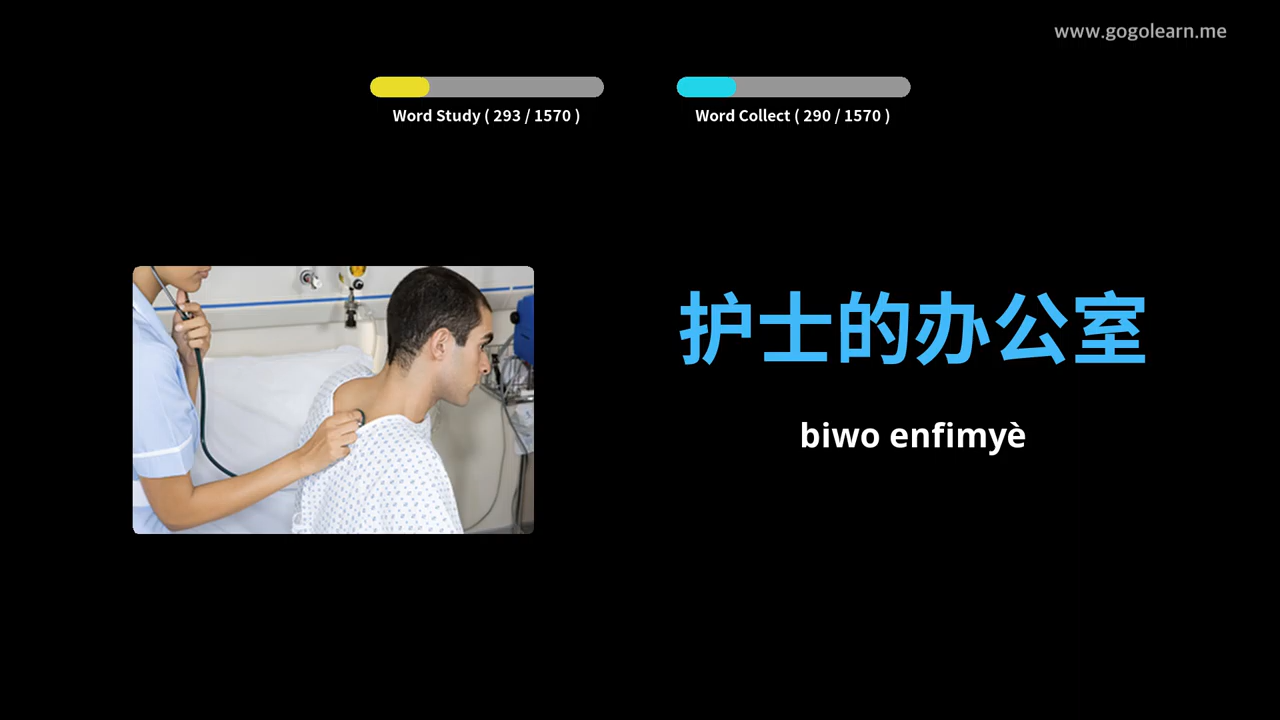 www.gogolearn.me
Word Study ( 293 / 1570 )
Word Collect ( 290 / 1570 )
护士的办公室
biwo enfimyè